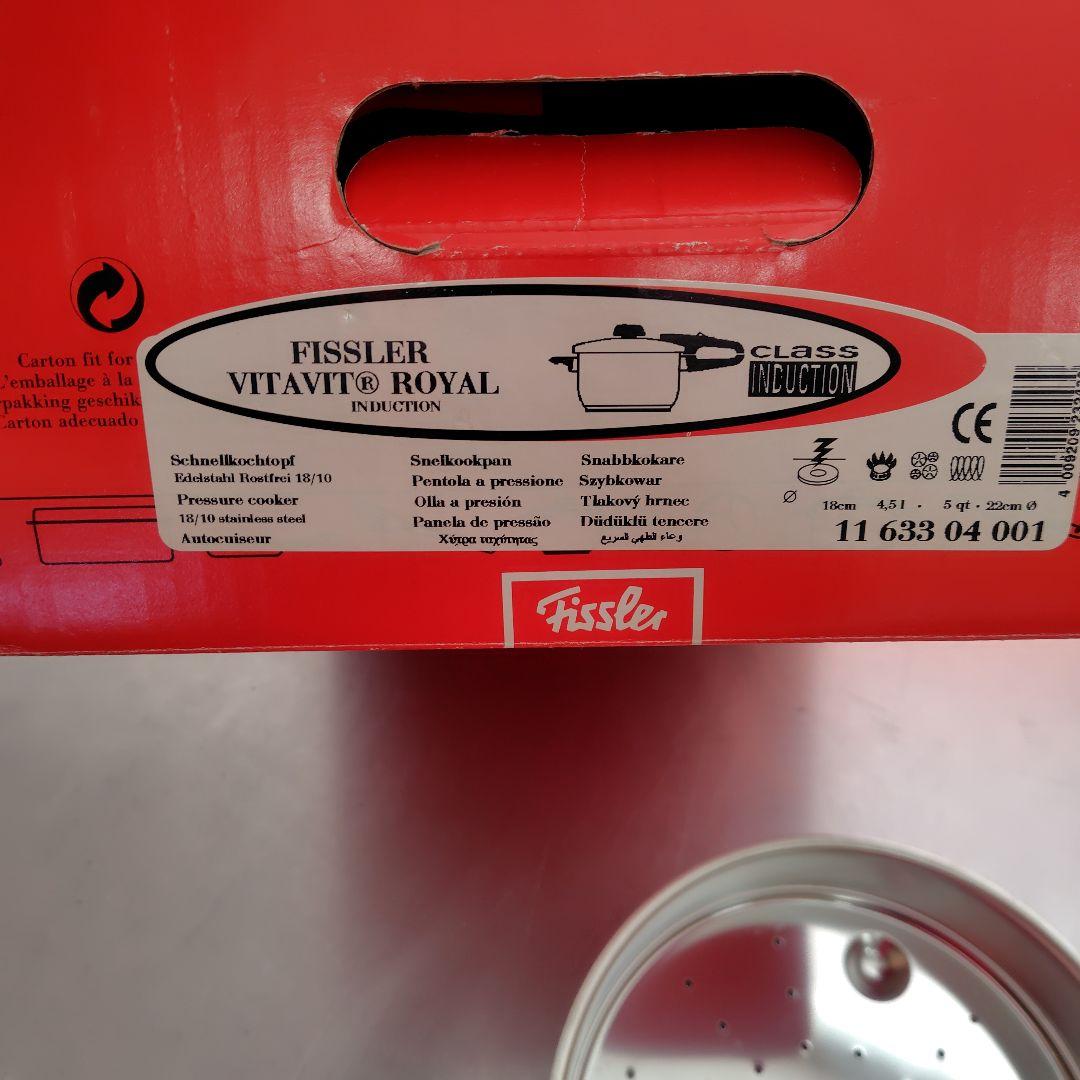 Carton fit for
L'emballage à la
rpakking geschik
Carton adecuado
FISSLER
VITAVIT® ROYAL
INDUCTION
CLASS
INDUCTION
CE
Schnellkochtopf
Edelstahl Rostfrei 18/10
Pressure cooker
18/10 stainless steel
Autocuiseur
Snelkookpan
Pentola a pressione
Olla a presión
Panela de pressão
Χύτρα ταχύτητας
Snabbkokare
Szybkowar
Tlakový hrnec
Düdüklü tencere
وعاء الطهي السريع
Ø 18cm 4,5 l · 5 qt · 22cm Ø
11 633 04 001
Fissler